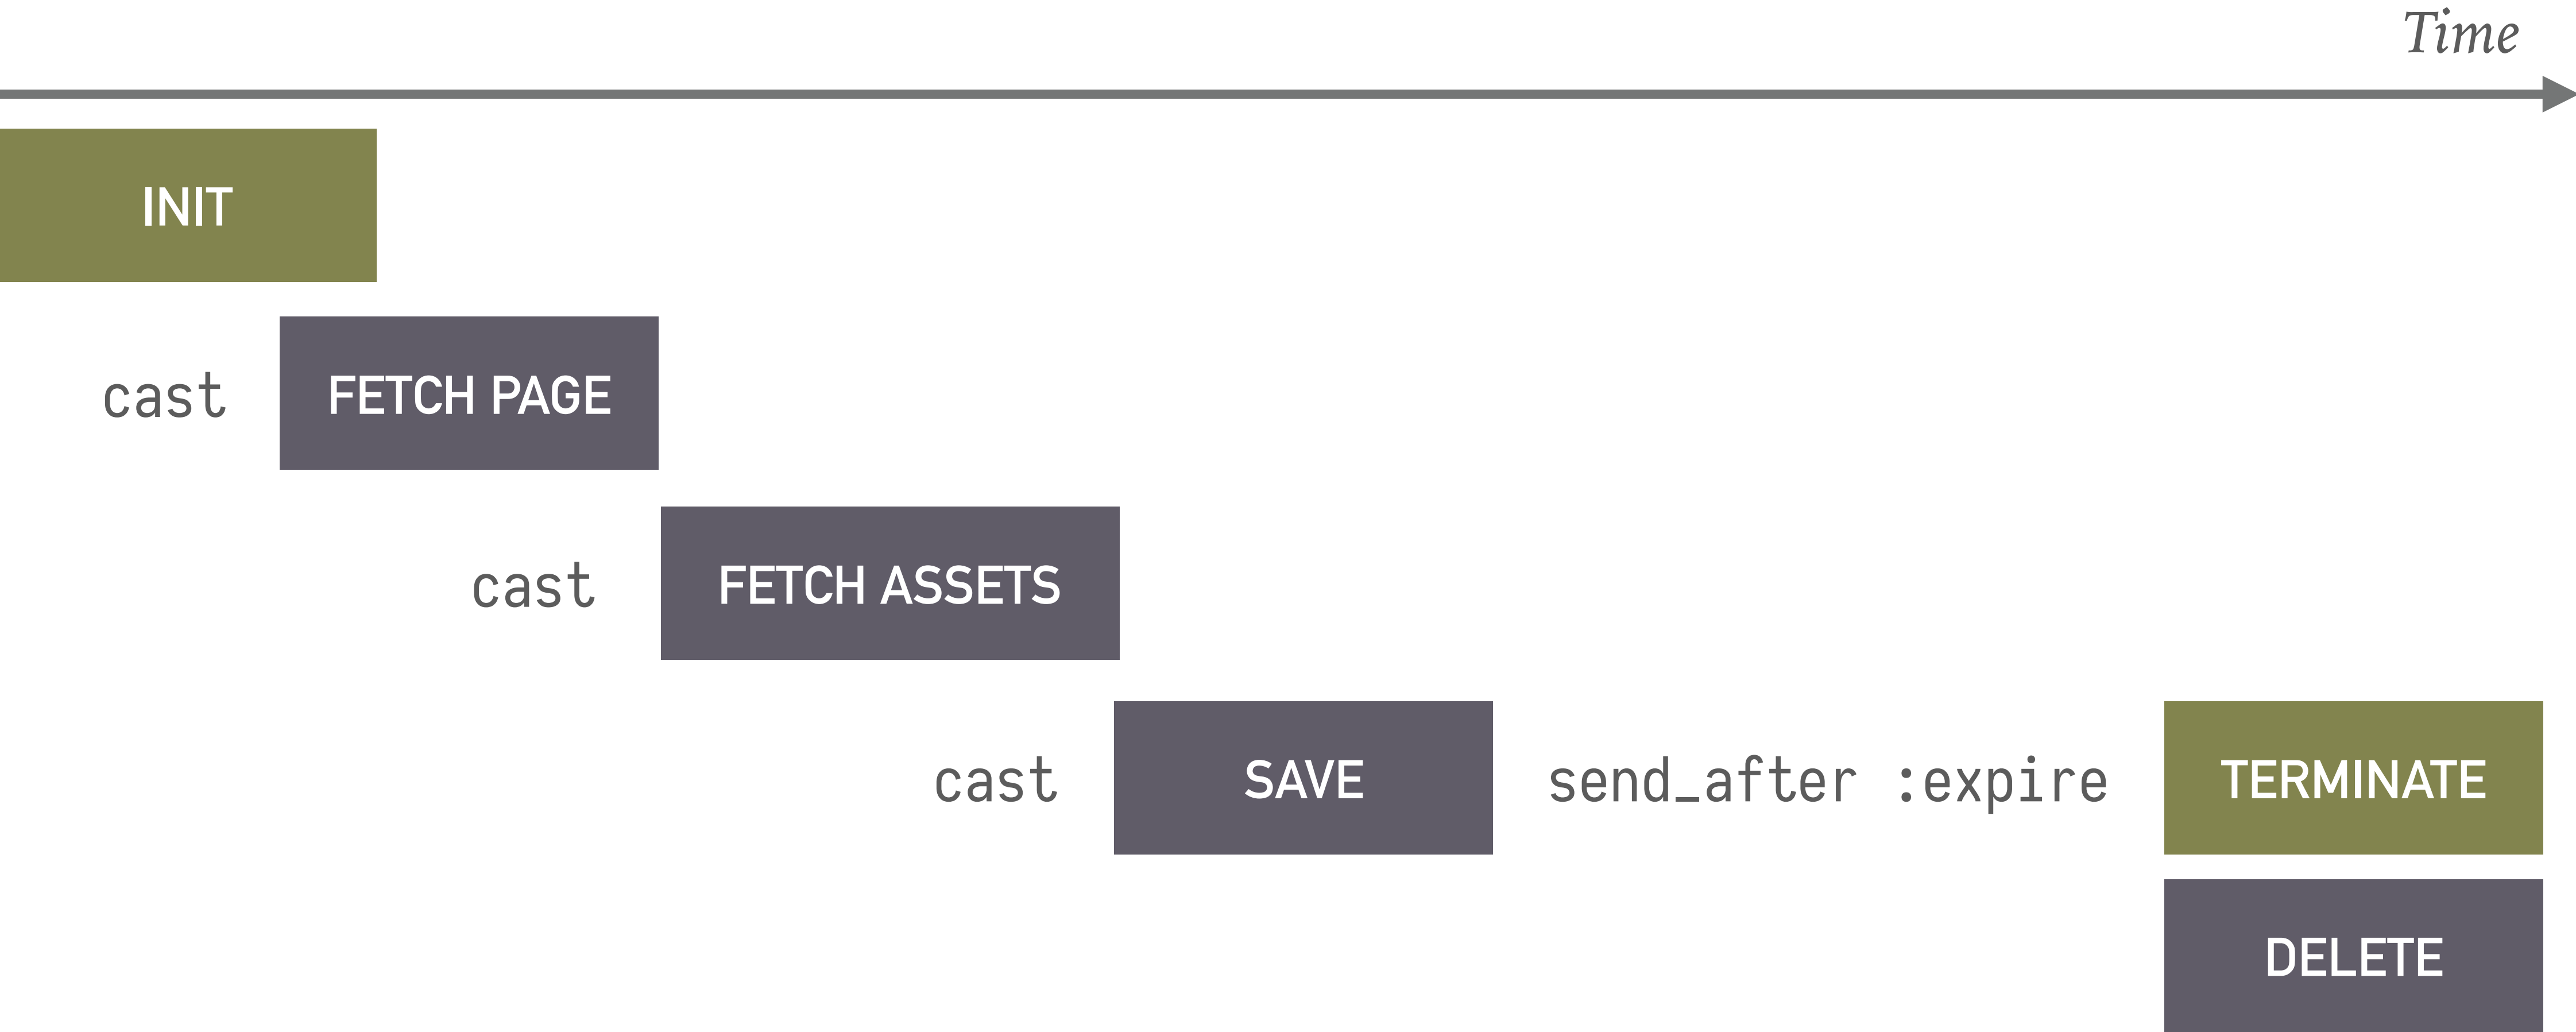 Time
INIT
cast FETCH PAGE
cast FETCH ASSETS
cast SAVE send_after :expire TERMINATE
DELETE